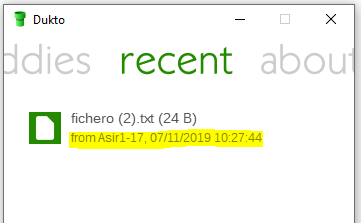 Dukto
ddies recent about
fichero (2).txt (24 B)
from Asir1-17, 07/11/2019 10:27:44